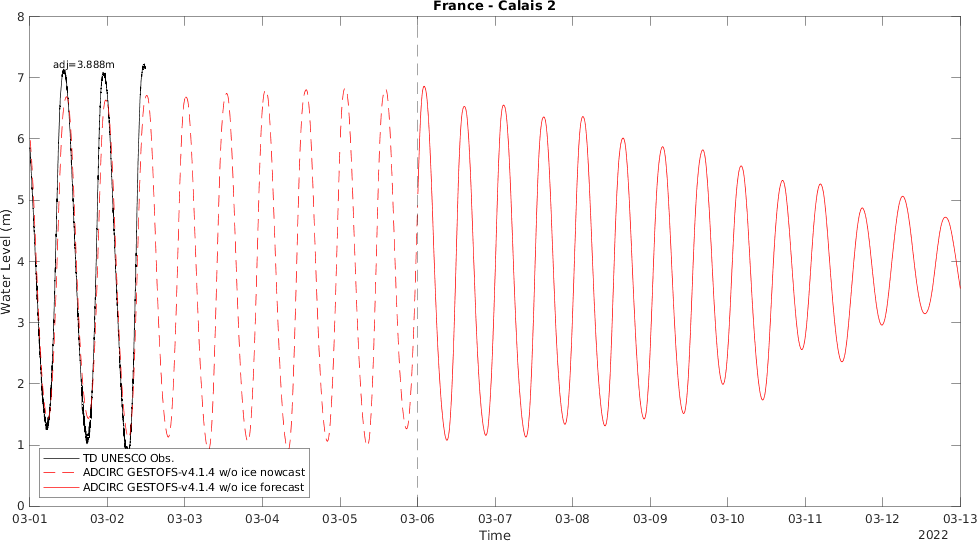 France - Calais 2
8
7
6
5
4
3
2
1
0
Water Level (m)
adj=3.888m
TD UNESCO Obs.
ADCIRC GESTOFS-v4.1.4 w/o ice nowcast
ADCIRC GESTOFS-v4.1.4 w/o ice forecast
03-01 03-02 03-03 03-04 03-05 03-06 03-07 03-08 03-09 03-10 03-11 03-12 03-13
Time
2022